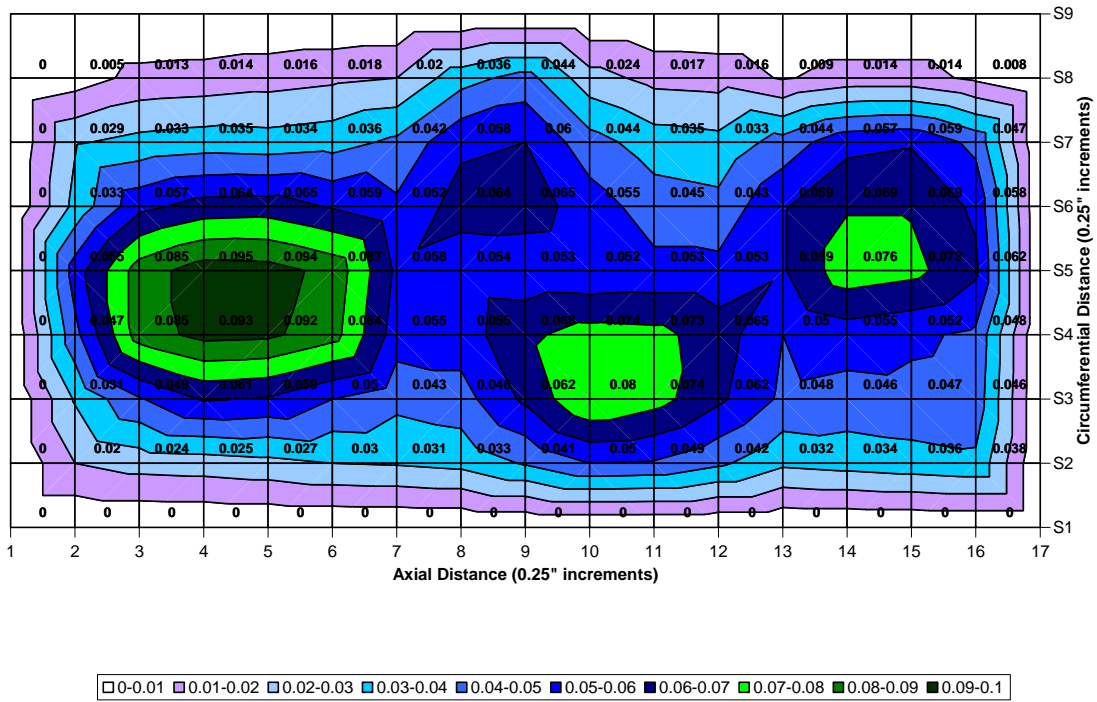 S9
0 0.005 0.013 0.014 0.016 0.018 0.02 0.036 0.044 0.024 0.017 0.016 0.009 0.014 0.014 0.008
S8
0 0.029 0.033 0.035 0.034 0.036 0.042 0.058 0.06 0.044 0.035 0.033 0.044 0.057 0.059 0.047
S7
0 0.033 0.057 0.064 0.065 0.059 0.052 0.064 0.065 0.055 0.045 0.043 0.059 0.069 0.069 0.058
S6
0 0.085 0.095 0.094 0.058 0.054 0.053 0.052 0.053 0.053 0.059 0.076 0.073 0.062
S5
0 0.047 0.085 0.093 0.092 0.055 0.055 0.068 0.074 0.073 0.065 0.05 0.055 0.052 0.048
S4
0 0.031 0.049 0.061 0.05 0.043 0.062 0.08 0.074 0.062 0.048 0.046 0.047 0.046
S3
0 0.02 0.024 0.025 0.027 0.03 0.031 0.033 0.041 0.05 0.049 0.042 0.032 0.034 0.036 0.038
S2
0 0 0 0 0 0 0 0 0 0 0 0 0 0 0 0
S1
Circumferential Distance (0.25" increments)
1 2 3 4 5 6 7 8 9 10 11 12 13 14 15 16 17
Axial Distance (0.25" increments)
0-0.01 0.01-0.02 0.02-0.03 0.03-0.04 0.04-0.05 0.05-0.06 0.06-0.07 0.07-0.08 0.08-0.09 0.09-0.1